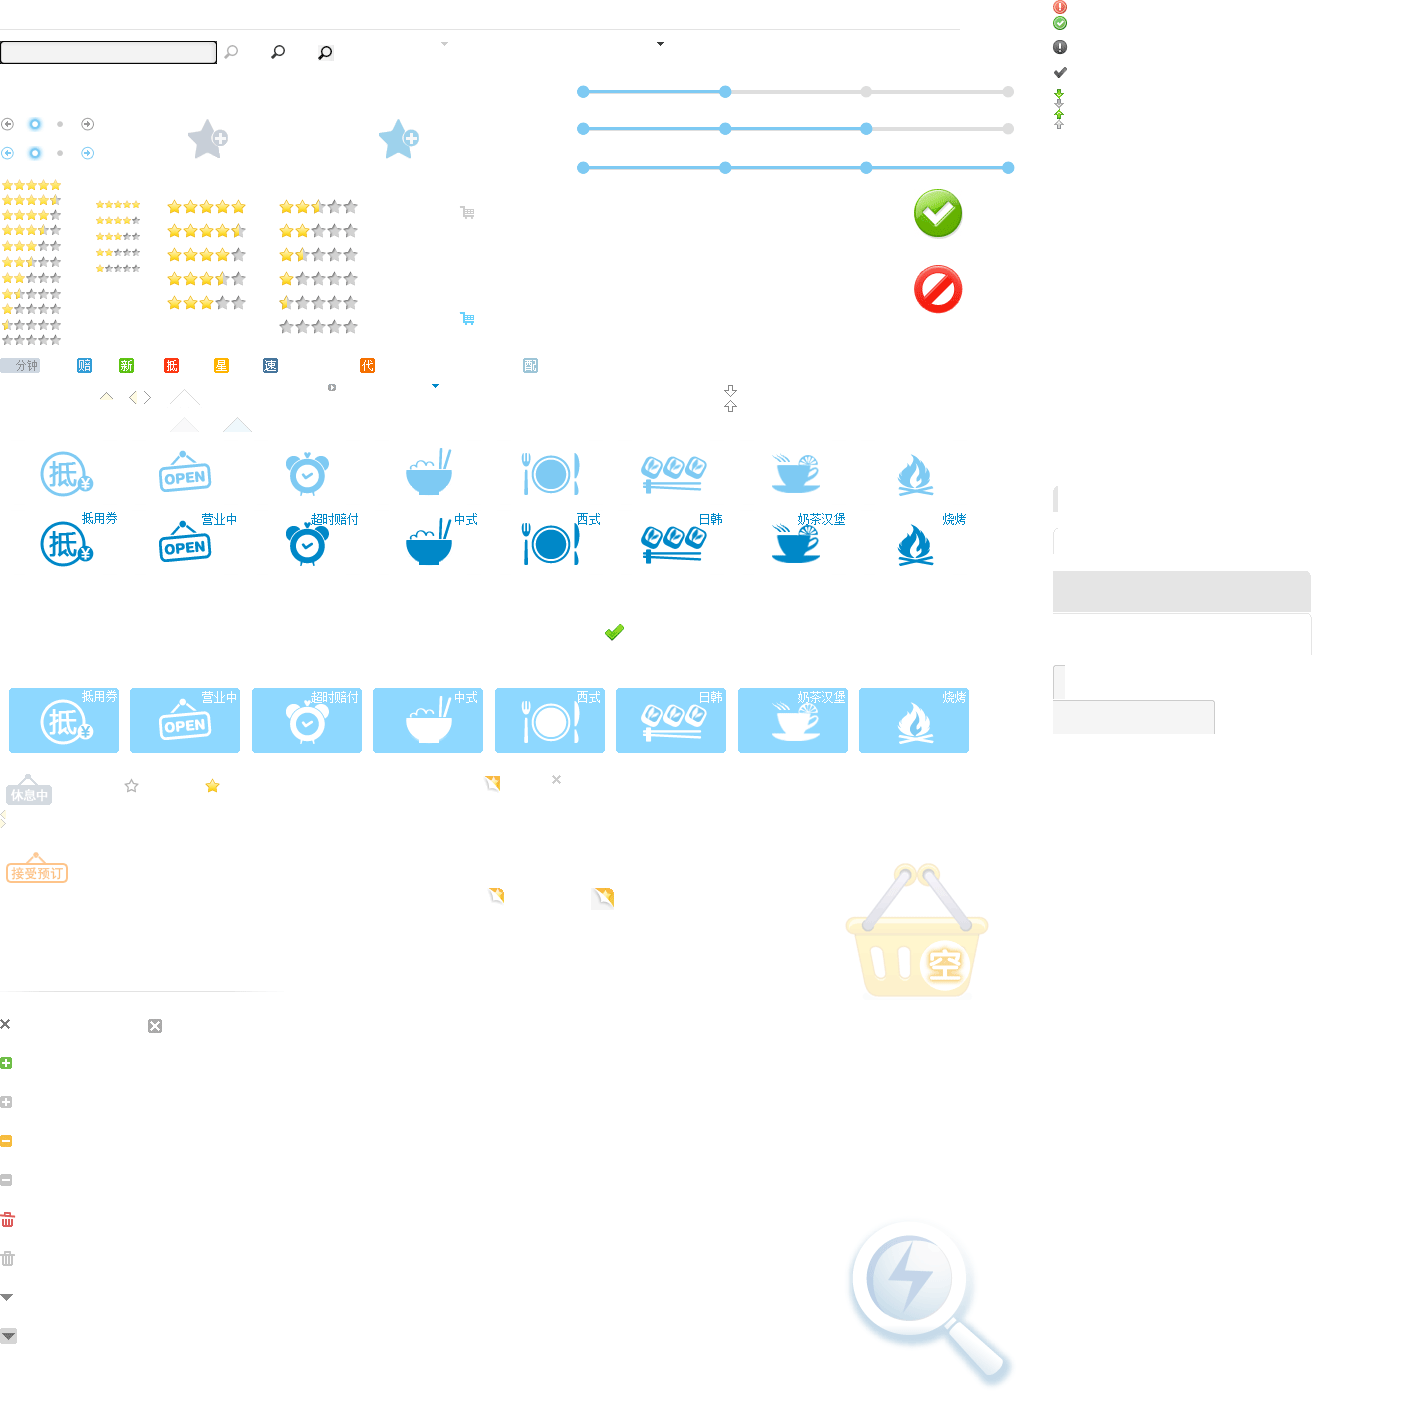 分钟 赔 新 抵 星 速 代 配
抵 ¥ OPEN
抵用券 营业中 超时赔付 中式 西式 日韩 奶茶汉堡 烧烤
抵 ¥ OPEN
抵用券 营业中 超时赔付 中式 西式 日韩 奶茶汉堡 烧烤
抵 ¥ OPEN
休息中
接受预订
空